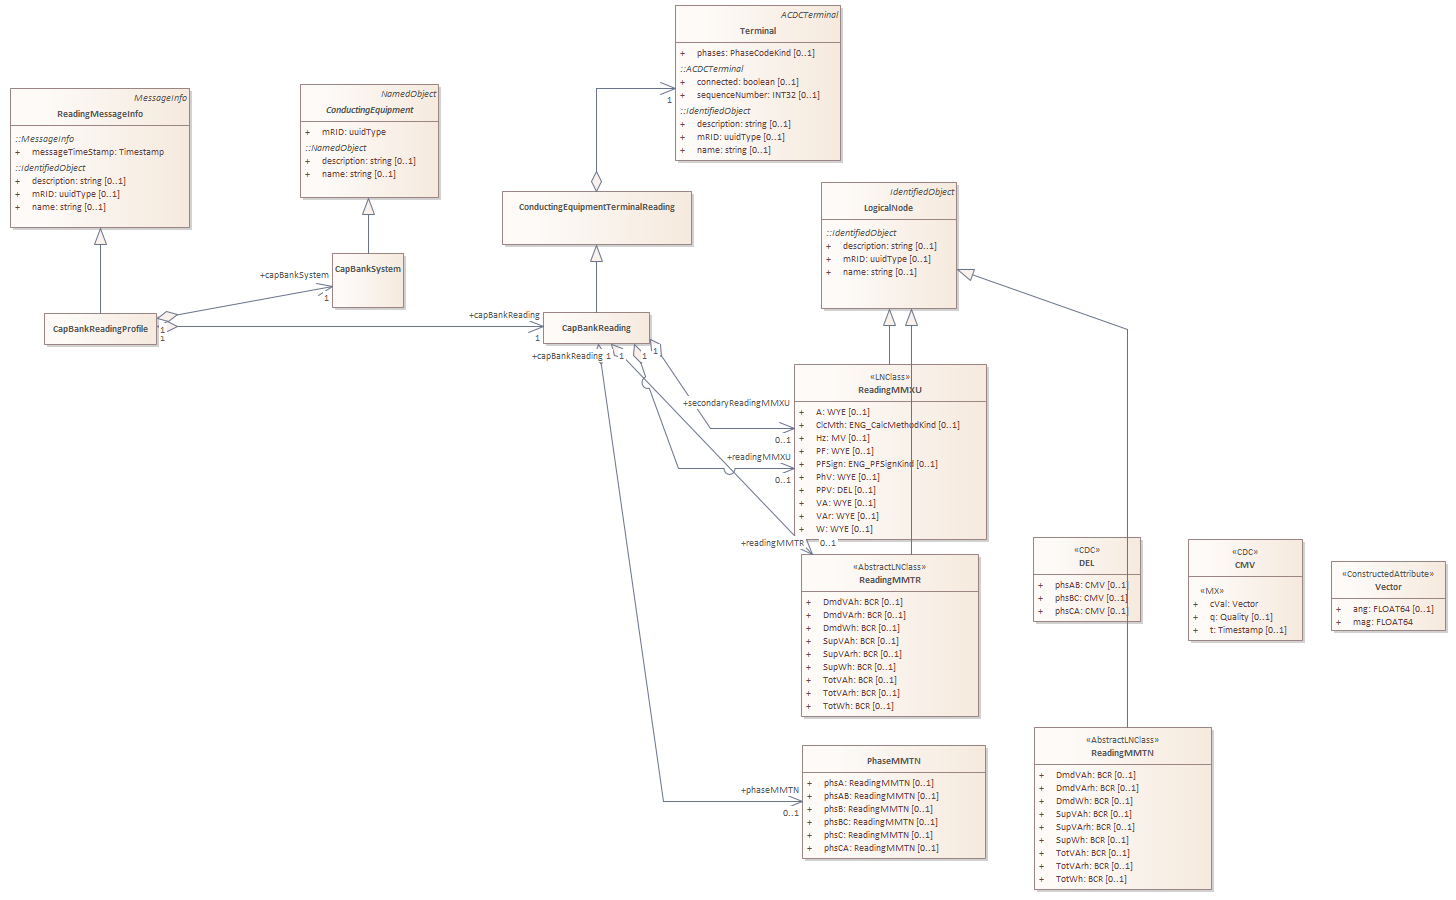 ACDCTerminal
Terminal
+ phases: PhaseCodeKind [0..1]
::ACDCTerminal
+ connected: boolean [0..1]
+ sequenceNumber: INT32 [0..1]
::IdentifiedObject
+ description: string [0..1]
+ mRID: uuidType [0..1]
+ name: string [0..1]
1
MessageInfo
ReadingMessageInfo
::MessageInfo
+ messageTimeStamp: Timestamp
::IdentifiedObject
+ description: string [0..1]
+ mRID: uuidType [0..1]
+ name: string [0..1]
NamedObject
ConductingEquipment
+ mRID: uuidType
::NamedObject
+ description: string [0..1]
+ name: string [0..1]
ConductingEquipmentTerminalReading
IdentifiedObject
LogicalNode
::IdentifiedObject
+ description: string [0..1]
+ mRID: uuidType [0..1]
+ name: string [0..1]
CapBankSystem
+capBankSystem
1
CapBankReadingProfile
1
1
+capBankReading
1
CapBankReading
+capBankReading 1
1
1
1
«LNClass»
ReadingMMXU
+ A: WYE [0..1]
+ ClcMth: ENG_CalcMethodKind [0..1]
+ Hz: MV [0..1]
+ PF: WYE [0..1]
+ PFSign: ENG_PFSignKind [0..1]
+ PhV: WYE [0..1]
+ PPV: DEL [0..1]
+ VA: WYE [0..1]
+ VAr: WYE [0..1]
+ W: WYE [0..1]
+secondaryReadingMMXU
0..1
+readingMMXU
0..1
+readingMMTR
0..1
«AbstractLNClass»
ReadingMMTR
+ DmdVAh: BCR [0..1]
+ DmdVArh: BCR [0..1]
+ DmdWh: BCR [0..1]
+ SupVAh: BCR [0..1]
+ SupVArh: BCR [0..1]
+ SupWh: BCR [0..1]
+ TotVAh: BCR [0..1]
+ TotVArh: BCR [0..1]
+ TotWh: BCR [0..1]
«CDC»
DEL
+ phsAB: CMV [0..1]
+ phsBC: CMV [0..1]
+ phsCA: CMV [0..1]
«CDC»
CMV
«MX»
+ cVal: Vector
+ q: Quality [0..1]
+ t: Timestamp [0..1]
«ConstructedAttribute»
Vector
+ ang: FLOAT64 [0..1]
+ mag: FLOAT64
+phaseMMTN
0..1
PhaseMMTN
+ phsA: ReadingMMTN [0..1]
+ phsAB: ReadingMMTN [0..1]
+ phsB: ReadingMMTN [0..1]
+ phsBC: ReadingMMTN [0..1]
+ phsC: ReadingMMTN [0..1]
+ phsCA: ReadingMMTN [0..1]
«AbstractLNClass»
ReadingMMTN
+ DmdVAh: BCR [0..1]
+ DmdVArh: BCR [0..1]
+ DmdWh: BCR [0..1]
+ SupVAh: BCR [0..1]
+ SupVArh: BCR [0..1]
+ SupWh: BCR [0..1]
+ TotVAh: BCR [0..1]
+ TotVArh: BCR [0..1]
+ TotWh: BCR [0..1]